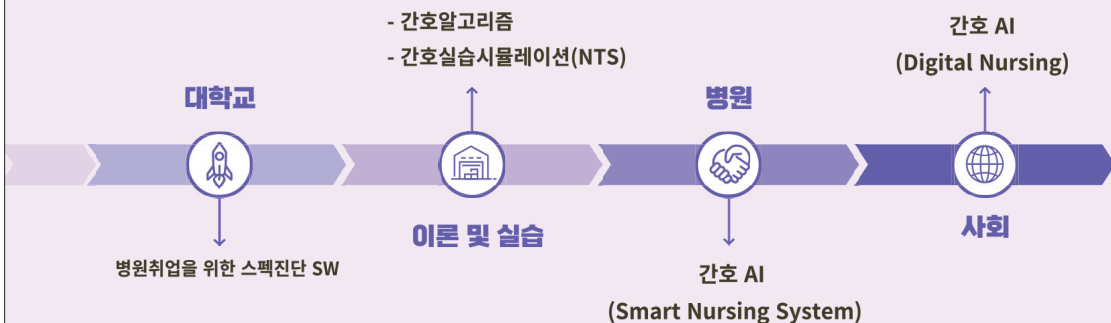 - 간호알고리즘
- 간호실습시뮬레이션(NTS)
간호 AI
(Digital Nursing)
대학교
병원
이론 및 실습
사회
병원취업을 위한 스펙진단 SW
간호 AI
(Smart Nursing System)